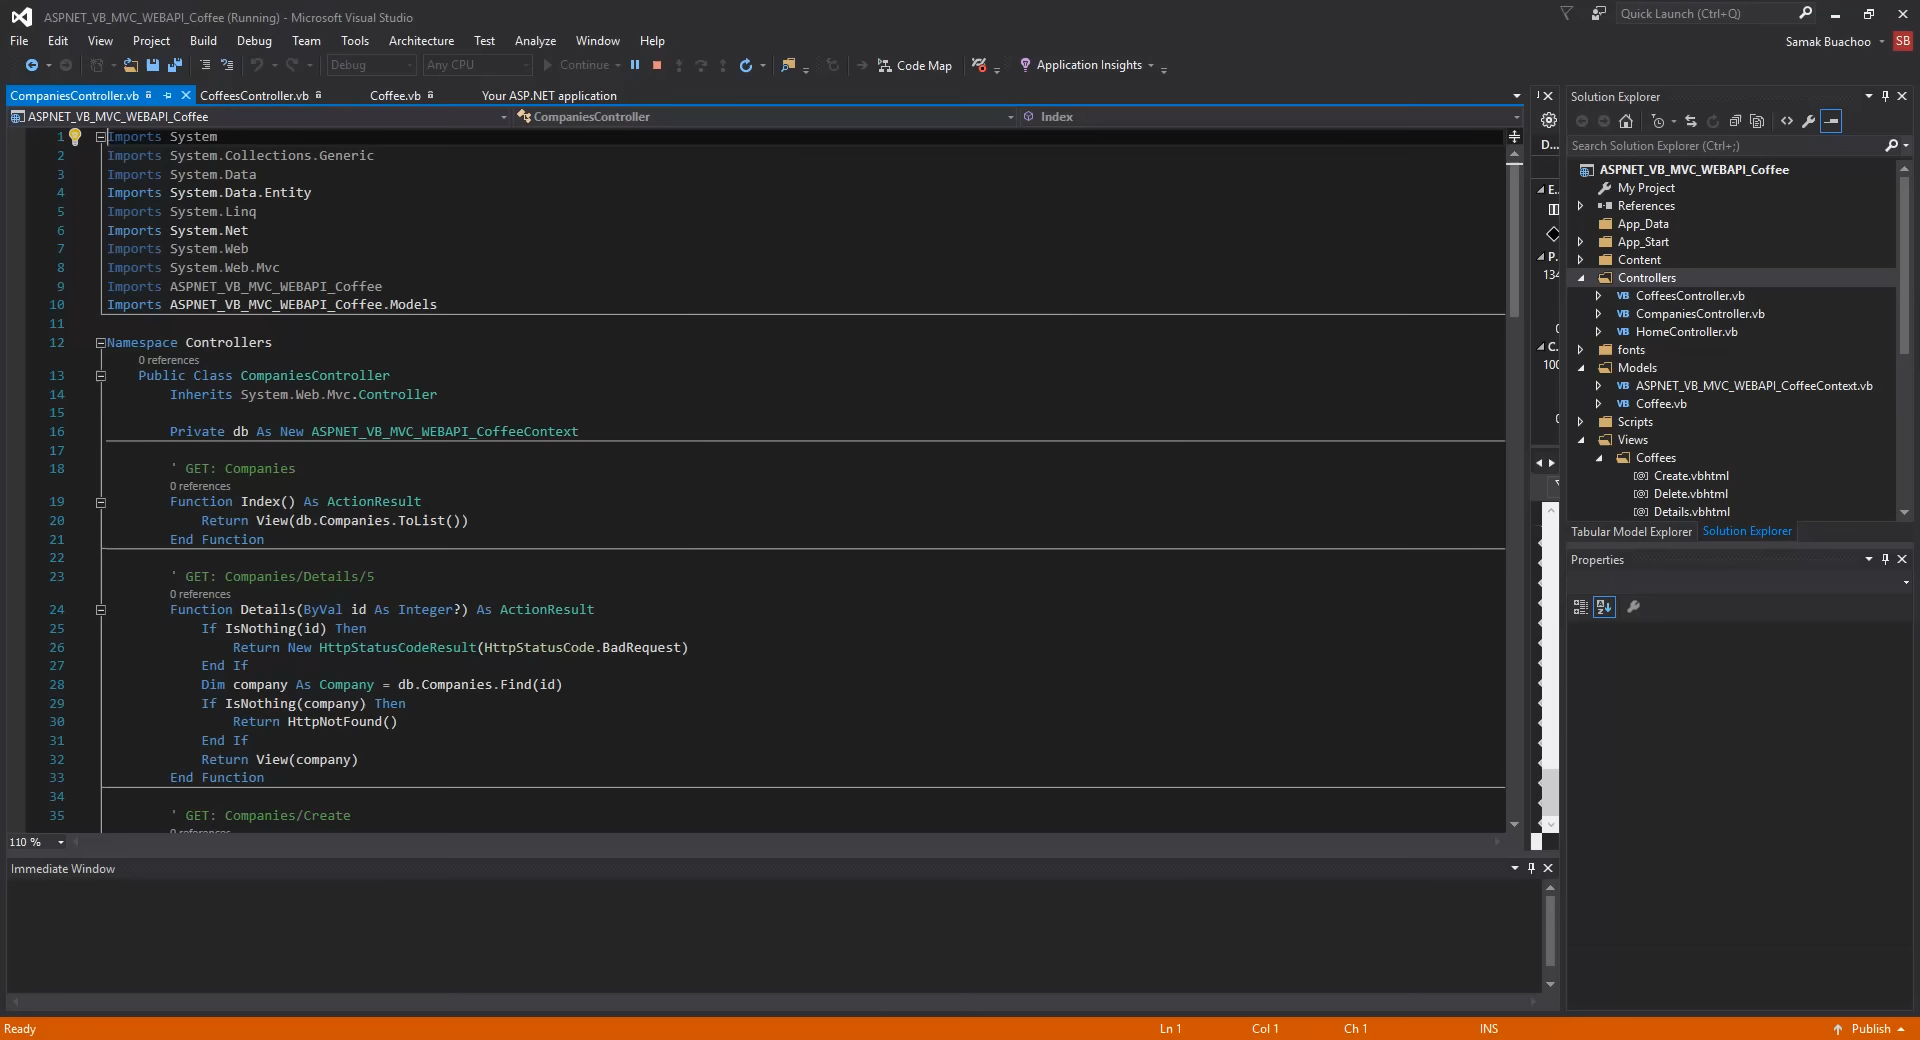 ASPNET_VB_MVC_WEBAPI_Coffee (Running) - Microsoft Visual Studio
Quick Launch (Ctrl+Q)
File Edit View Project Build Debug Team Tools Architecture Test Analyze Window Help
Samak Buachoo SB
Debug Any CPU Continue Code Map Application Insights
CompaniesController.vb CoffeesController.vb Coffee.vb Your ASP.NET application
ASPNET_VB_MVC_WEBAPI_Coffee CompaniesController Index
1 Imports System
2 Imports System.Collections.Generic
3 Imports System.Data
4 Imports System.Data.Entity
5 Imports System.Linq
6 Imports System.Net
7 Imports System.Web
8 Imports System.Web.Mvc
9 Imports ASPNET_VB_MVC_WEBAPI_Coffee
10 Imports ASPNET_VB_MVC_WEBAPI_Coffee.Models
11
12 Namespace Controllers
0 references
13 Public Class CompaniesController
14 Inherits System.Web.Mvc.Controller
15
16 Private db As New ASPNET_VB_MVC_WEBAPI_CoffeeContext
17
18 ' GET: Companies
0 references
19 Function Index() As ActionResult
20 Return View(db.Companies.ToList())
21 End Function
22
23 ' GET: Companies/Details/5
0 references
24 Function Details(ByVal id As Integer?) As ActionResult
25 If IsNothing(id) Then
26 Return New HttpStatusCodeResult(HttpStatusCode.BadRequest)
27 End If
28 Dim company As Company = db.Companies.Find(id)
29 If IsNothing(company) Then
30 Return HttpNotFound()
31 End If
32 Return View(company)
33 End Function
34
35 ' GET: Companies/Create
0 references
110 %
D...
E.
P.
134
0
C.
100
0
Solution Explorer
Search Solution Explorer (Ctrl+;)
ASPNET_VB_MVC_WEBAPI_Coffee
My Project
References
App_Data
App_Start
Content
Controllers
VB CoffeesController.vb
VB CompaniesController.vb
VB HomeController.vb
fonts
Models
VB ASPNET_VB_MVC_WEBAPI_CoffeeContext.vb
VB Coffee.vb
Scripts
Views
Coffees
Create.vbhtml
Delete.vbhtml
Details.vbhtml
Tabular Model Explorer Solution Explorer
Properties
Immediate Window
Ready Ln 1 Col 1 Ch 1 INS Publish